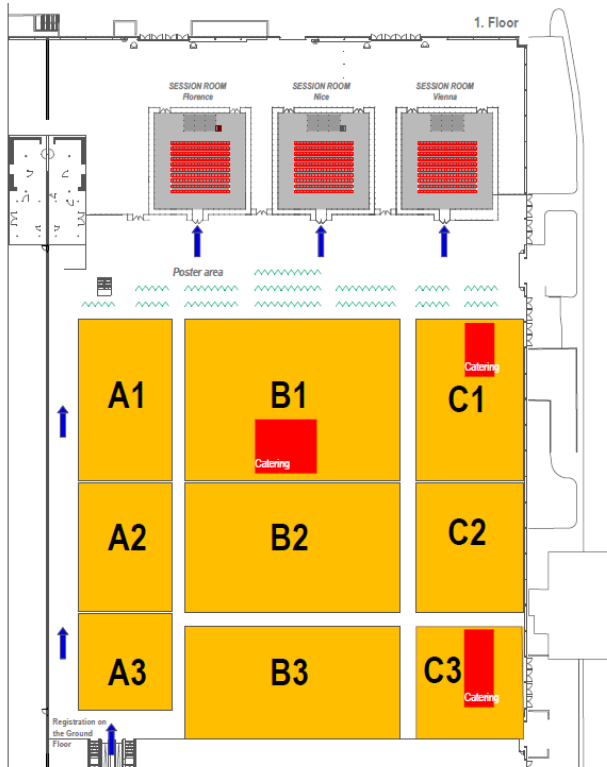 1. Floor
SESSION ROOM
Florence
SESSION ROOM
Nice
SESSION ROOM
Vienna
Poster area
A1
B1
C1
Catering
Catering
A2
B2
C2
A3
B3
C3
Catering
Registration on
the Ground
Floor